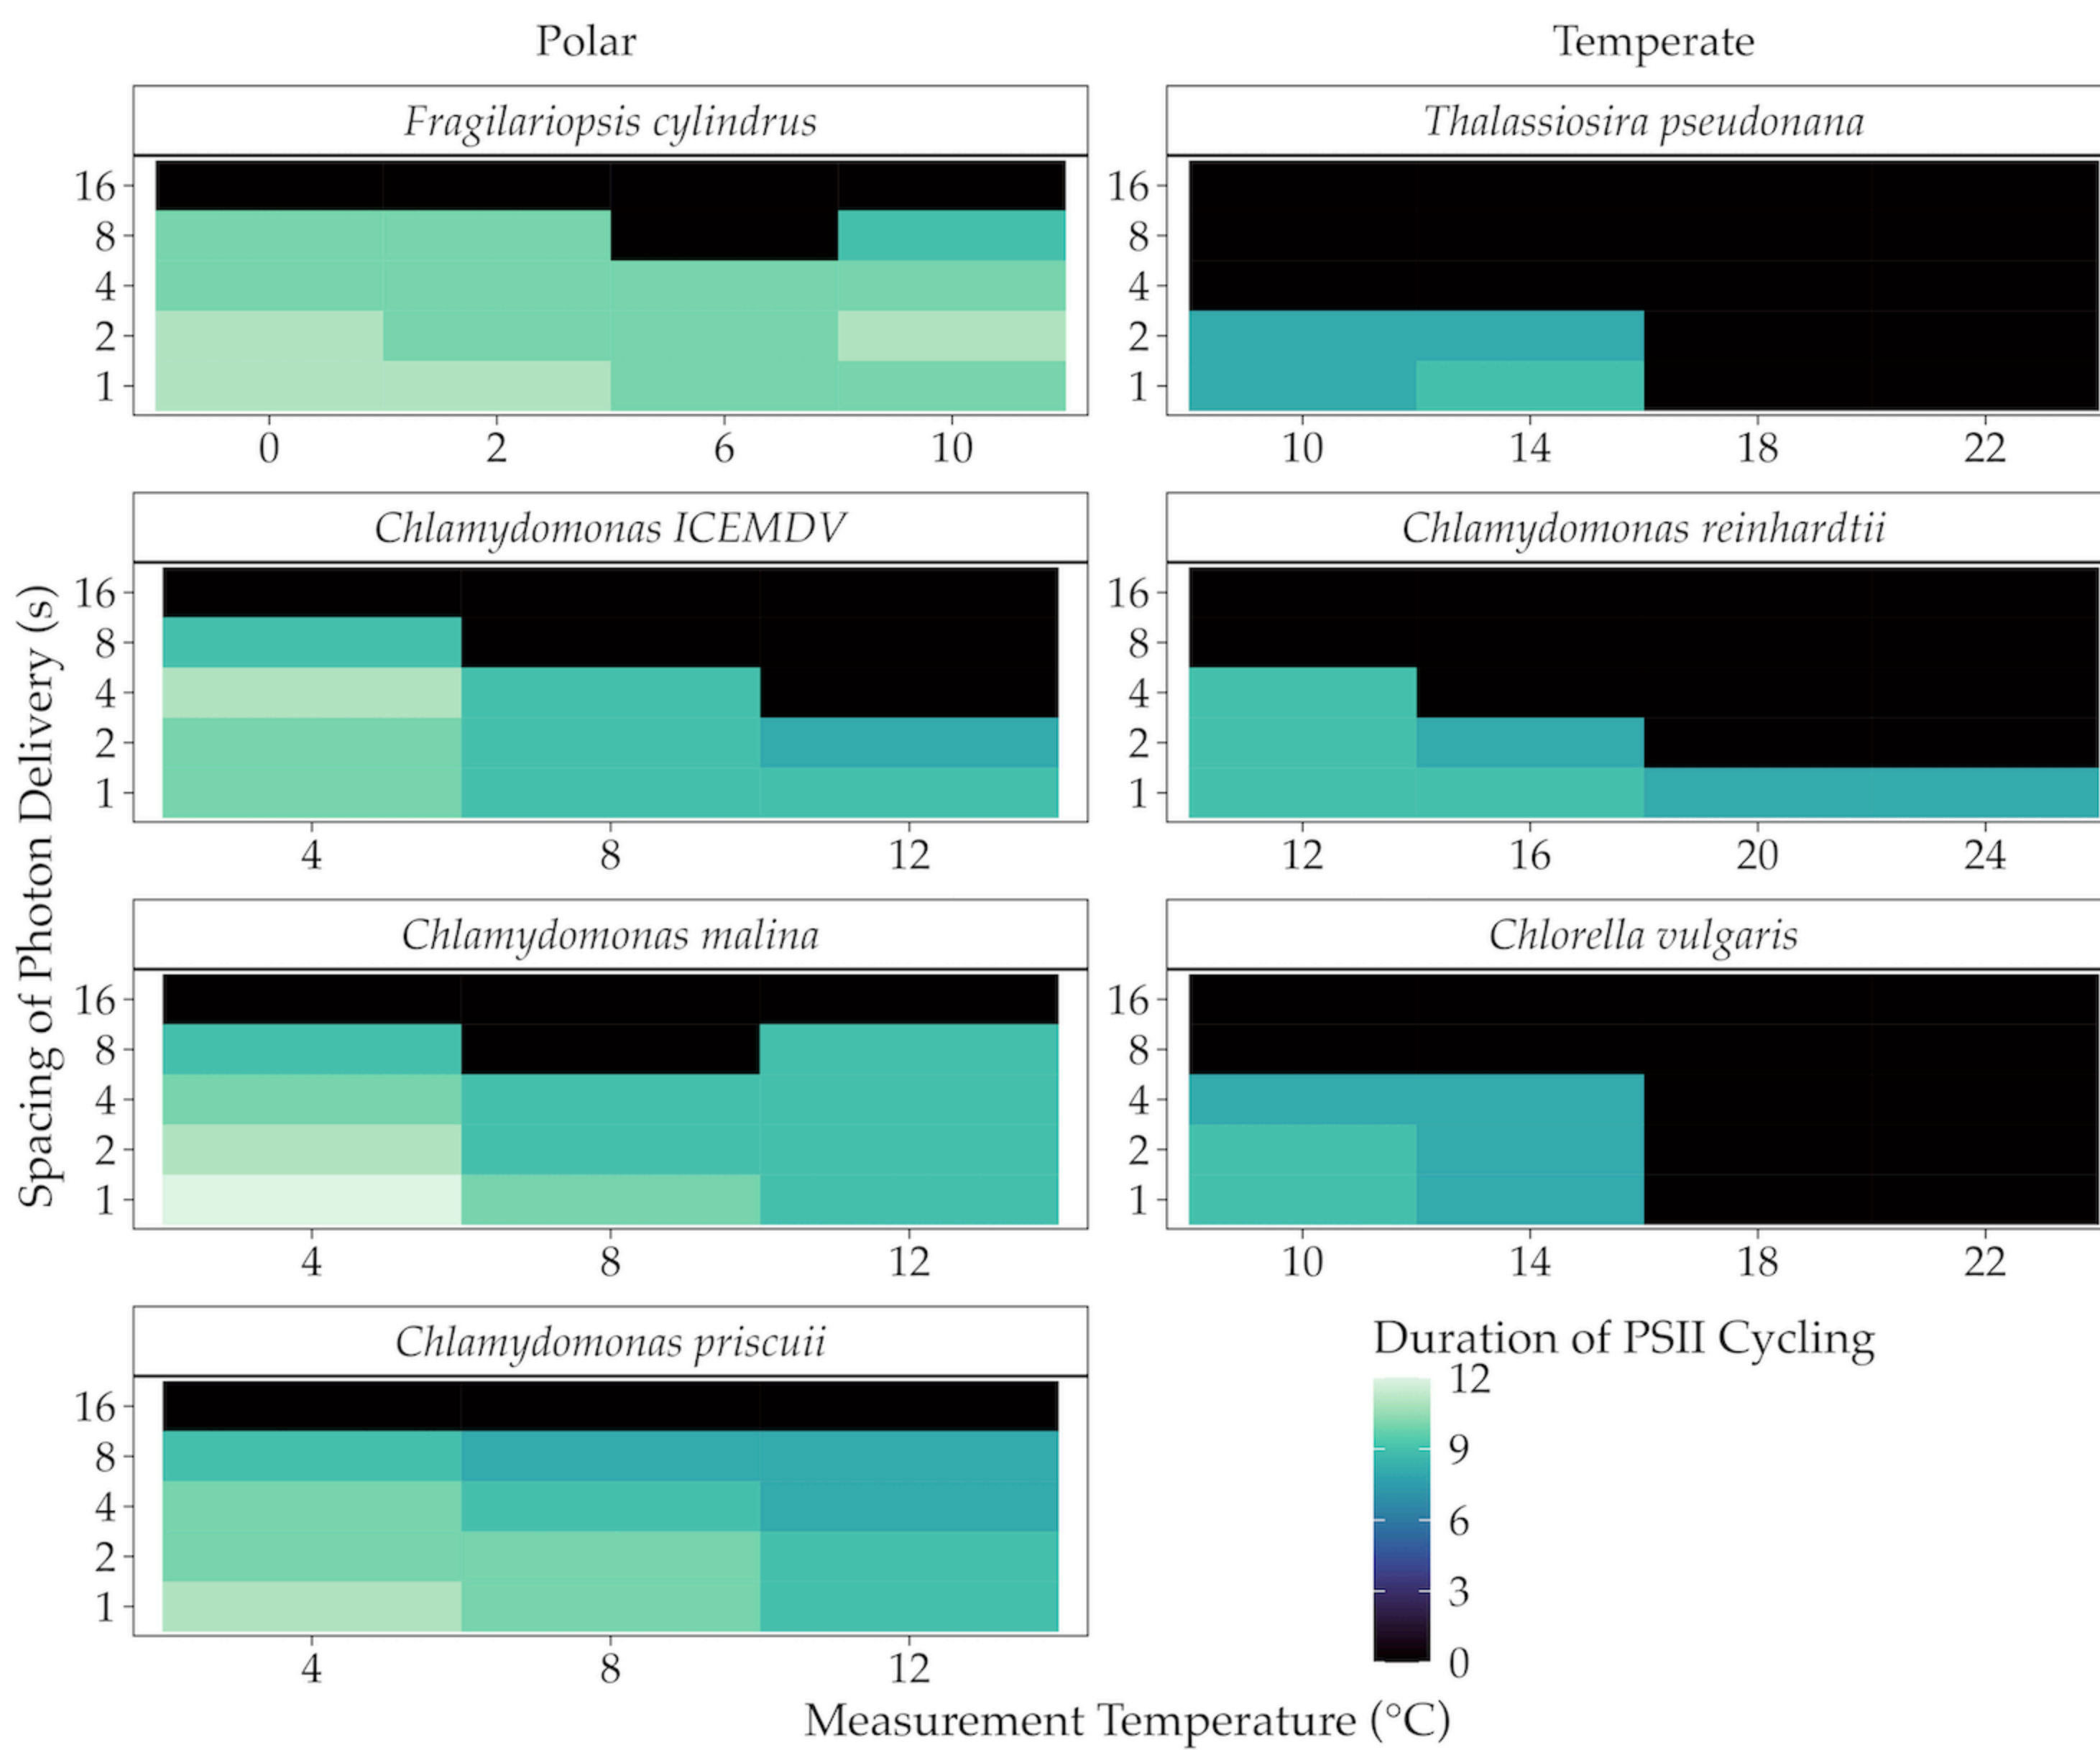 Polar
Temperate
Fragilariopsis cylindrus
Thalassiosira pseudonana
16
8
4
2
1
0 2 6 10
16
8
4
2
1
10 14 18 22
Chlamydomonas ICEMDV
Chlamydomonas reinhardtii
16
8
4
2
1
4 8 12
16
8
4
2
1
12 16 20 24
Spacing of Photon Delivery (s)
Chlamydomonas malina
Chlorella vulgaris
16
8
4
2
1
4 8 12
16
8
4
2
1
10 14 18 22
Chlamydomonas priscuii
16
8
4
2
1
4 8 12
Duration of PSII Cycling
12
9
6
3
0
Measurement Temperature (°C)